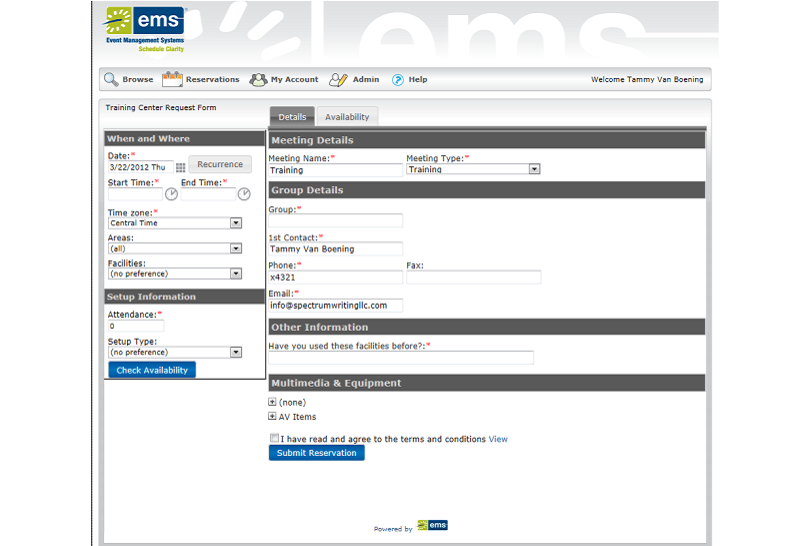 ems
ems
Event Management Systems
Schedule Clarity
Browse Reservations My Account Admin Help Welcome Tammy Van Boening
Training Center Request Form
Details Availability
When and Where
Date:*
3/22/2012 Thu Recurrence
Start Time:* End Time:*
Time zone:*
Central Time
Areas:
(all)
Facilities:
(no preference)
Setup Information
Attendance:*
0
Setup Type:
(no preference)
Check Availability
Meeting Details
Meeting Name:* Meeting Type:*
Training Training
Group Details
Group:*
1st Contact:*
Tammy Van Boening
Phone:* Fax:
x4321
Email:*
info@spectrumwritingllc.com
Other Information
Have you used these facilities before?:*
Multimedia & Equipment
(none)
AV Items
I have read and agree to the terms and conditions View
Submit Reservation
Powered by ems